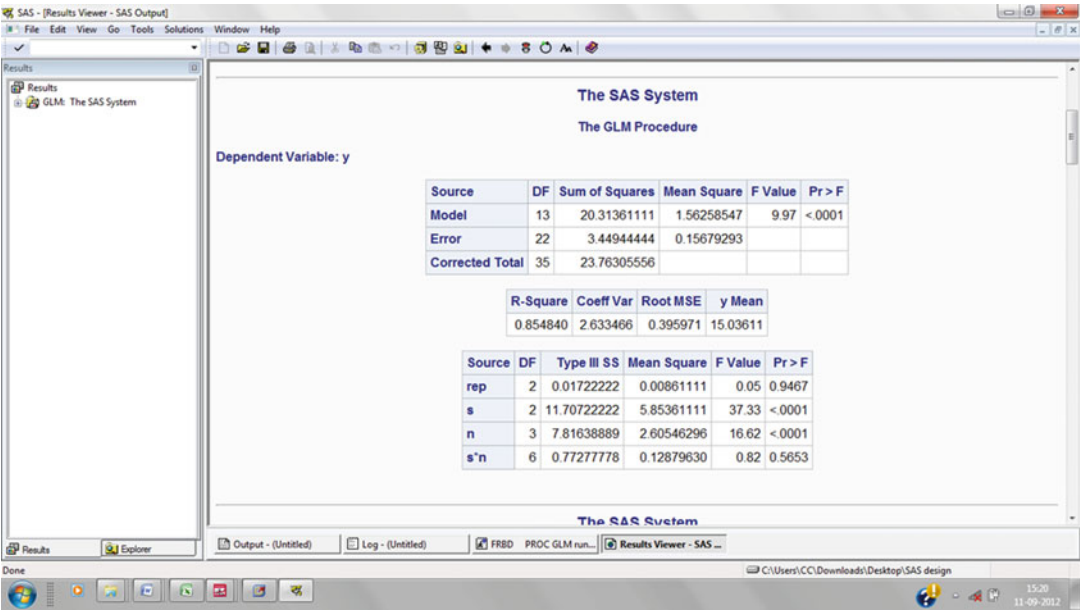 SAS - [Results Viewer - SAS Output]
File Edit View Go Tools Solutions Window Help
Results
Results
GLM: The SAS System
The SAS System
The GLM Procedure
Dependent Variable: y
Source DF Sum of Squares Mean Square F Value Pr > F
Model 13 20.31361111 1.56258547 9.97 <.0001
Error 22 3.44944444 0.15679293
Corrected Total 35 23.76305556
R-Square Coeff Var Root MSE y Mean
0.854840 2.633466 0.395971 15.03611
Source DF Type III SS Mean Square F Value Pr > F
rep 2 0.01722222 0.00861111 0.05 0.9467
s 2 11.70722222 5.85361111 37.33 <.0001
n 3 7.81638889 2.60546296 16.62 <.0001
s*n 6 0.77277778 0.12879630 0.82 0.5653
The SAS System
Results Explorer
Output - (Untitled) Log - (Untitled) FRBD PROC GLM run... Results Viewer - SAS ...
Done C:\Users\CC\Downloads\Desktop\SAS design
15:20
11-09-2012